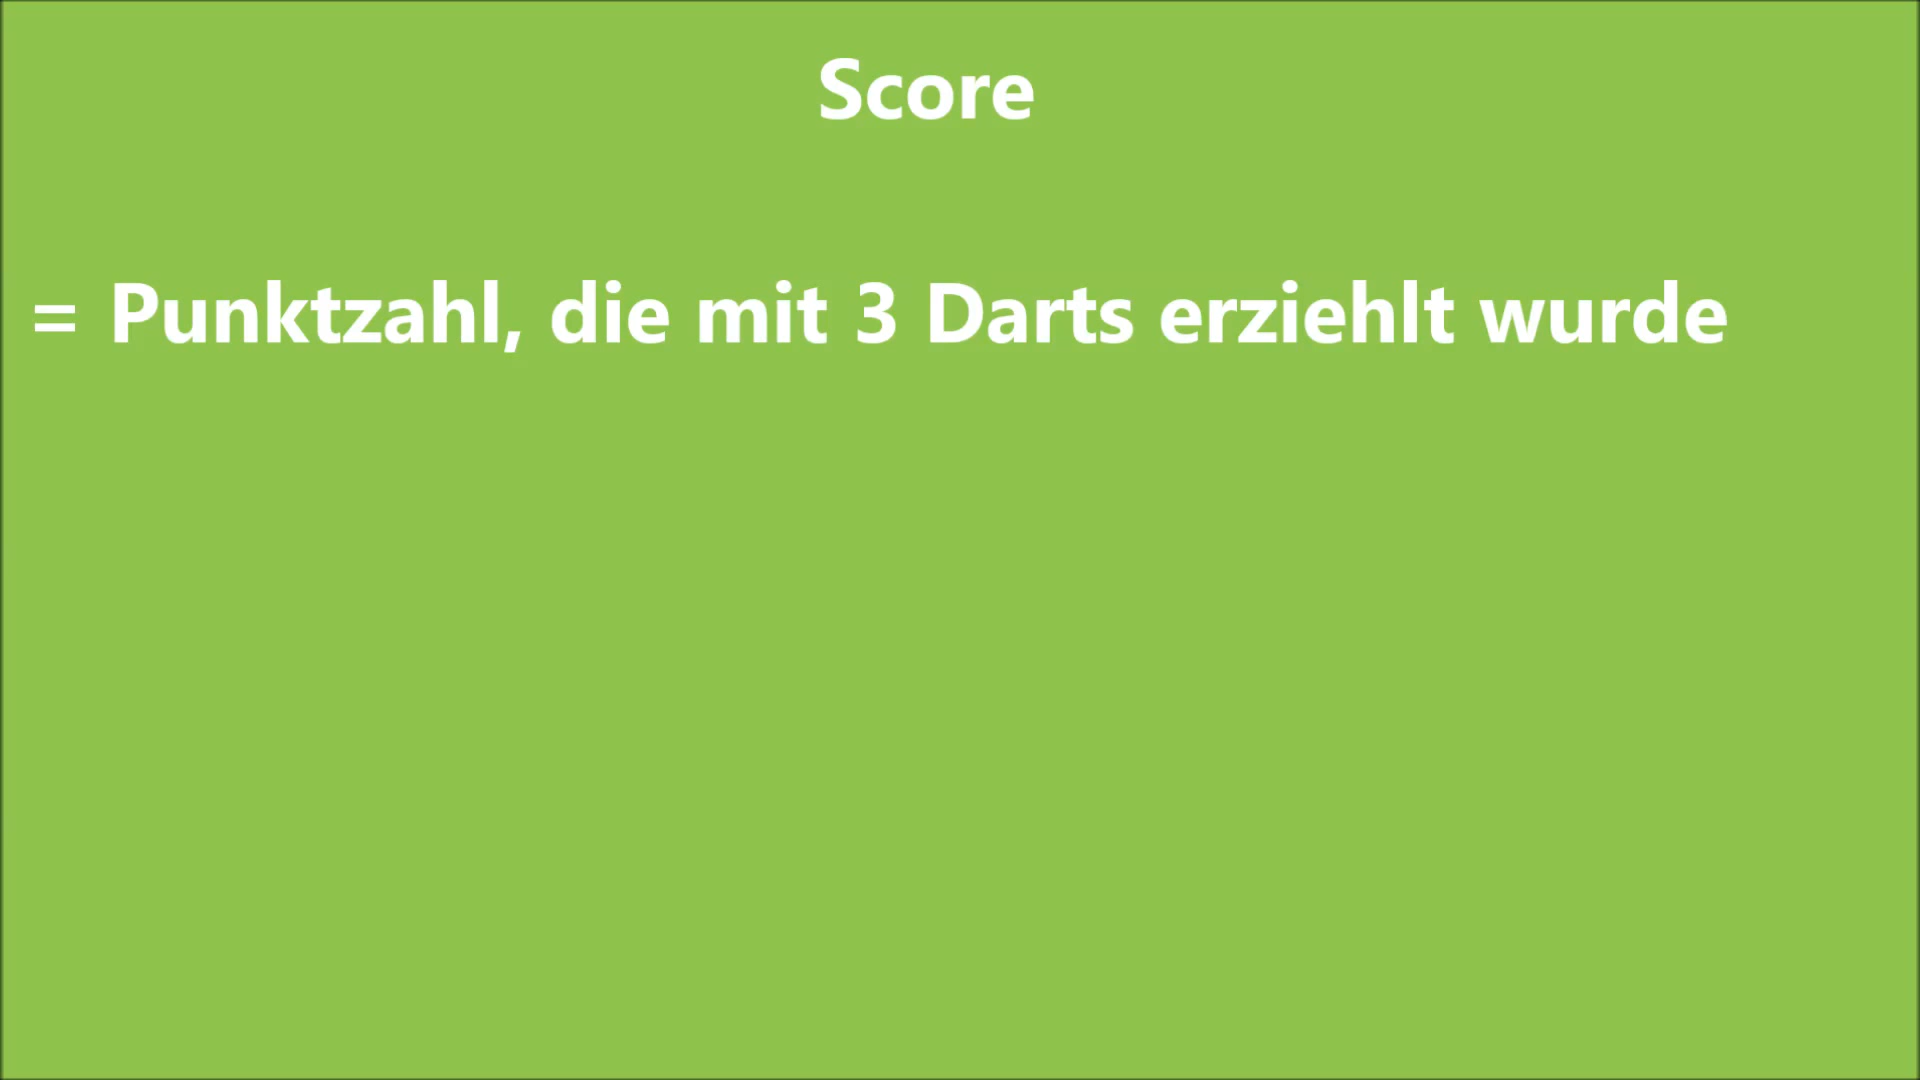 Score
= Punktzahl, die mit 3 Darts erziehlt wurde